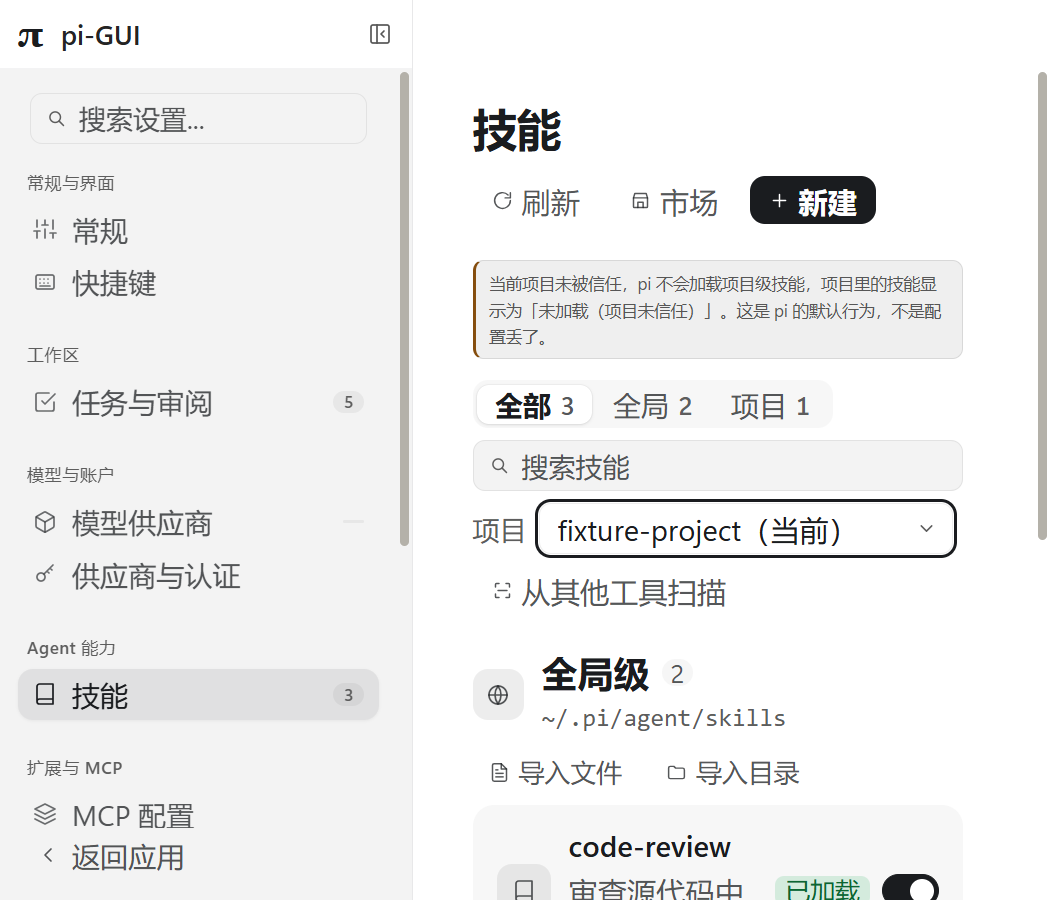 π pi-GUI
搜索设置...
常规与界面
常规
快捷键
工作区
任务与审阅 5
模型与账户
模型供应商
供应商与认证
Agent 能力
技能 3
扩展与 MCP
MCP 配置
返回应用
技能
刷新 市场 + 新建
当前项目未被信任，pi 不会加载项目级技能，项目里的技能显
示为「未加载（项目未信任）」。这是 pi 的默认行为，不是配
置丢了。
全部 3 全局 2 项目 1
搜索技能
项目 fixture-project（当前）
从其他工具扫描
全局级 2
~/.pi/agent/skills
导入文件 导入目录
code-review
审查源代码中 已加载